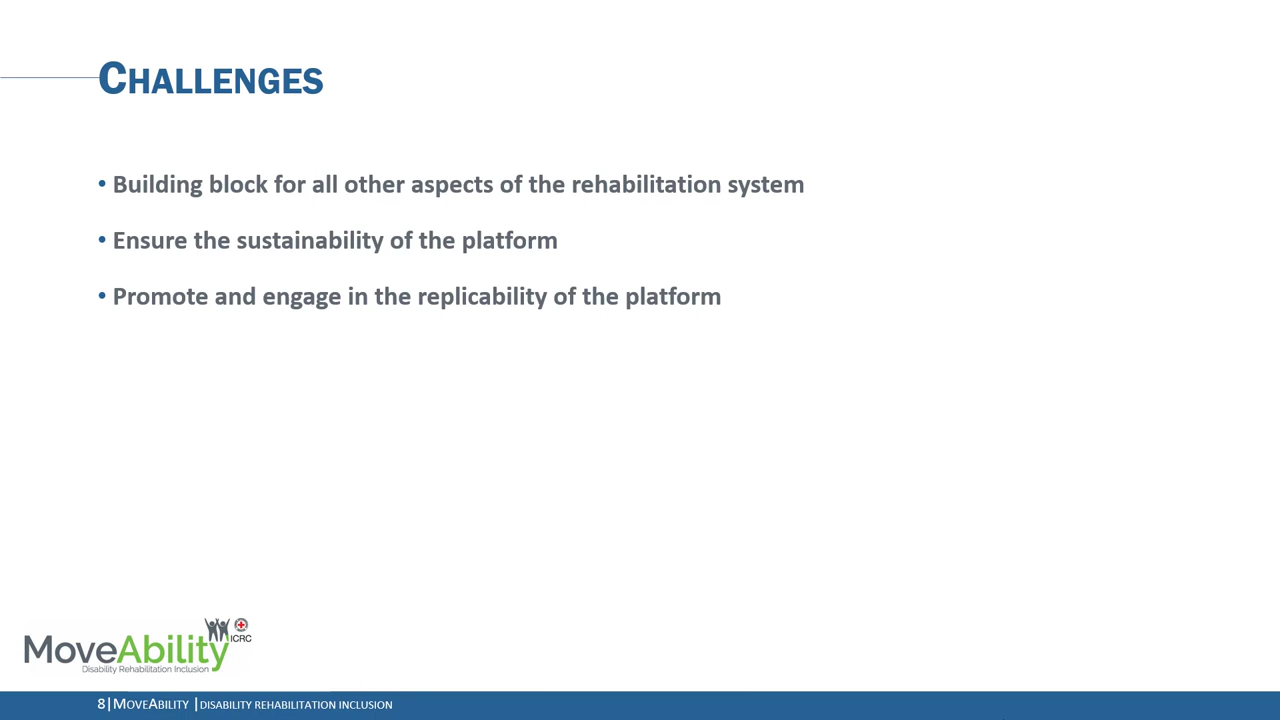 CHALLENGES
• Building block for all other aspects of the rehabilitation system
• Ensure the sustainability of the platform
• Promote and engage in the replicability of the platform
ICRC
MoveAbility
Disability Rehabilitation Inclusion
8|MOVEABILITY |DISABILITY REHABILITATION INCLUSION